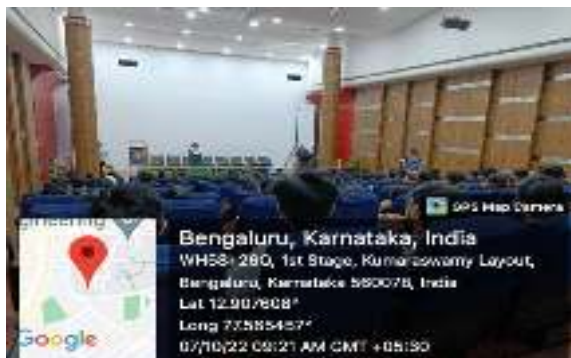 GPS Map Camera
gineering
Google
Bengaluru, Karnataka, India
1st Stage, Kumaraswamy Layout,
Bengaluru, Karnataka 560078, India
Lat 12.907608°
Long 77.565457°
07/10/22 09:21 AM GMT +05:30